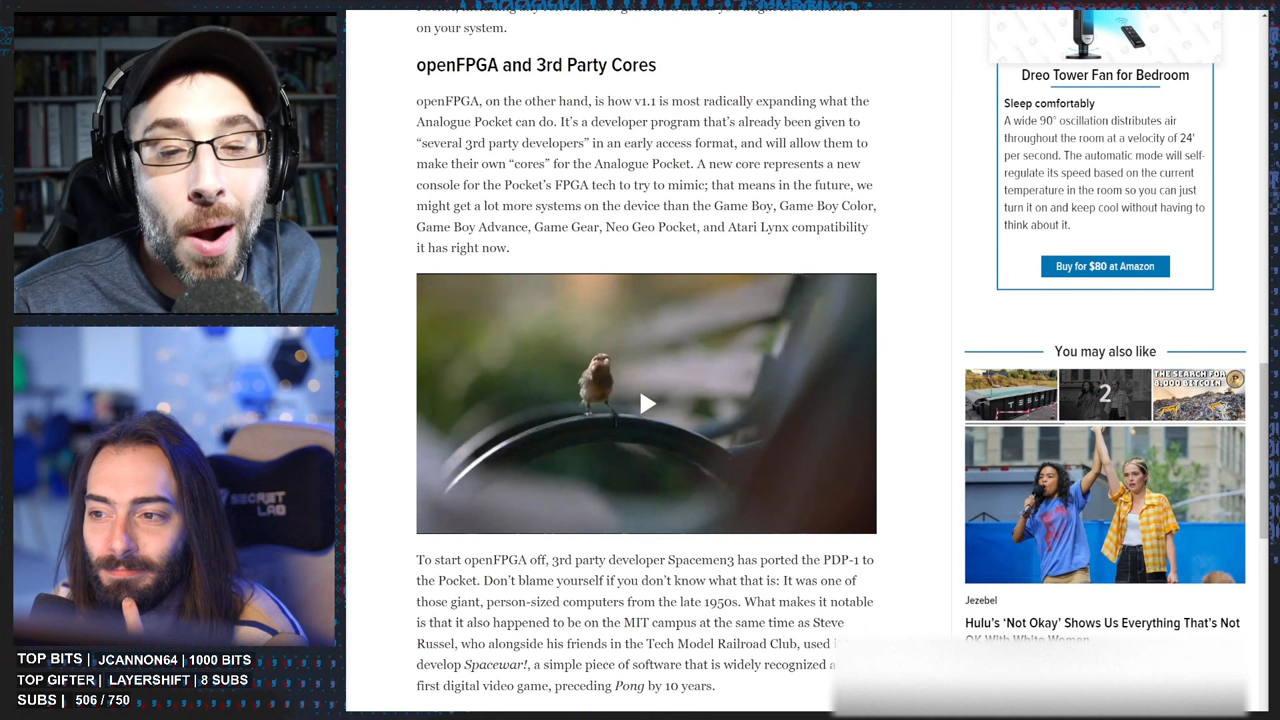 on your system.
openFPGA and 3rd Party Cores
openFPGA, on the other hand, is how v1.1 is most radically expanding what the
Analogue Pocket can do. It's a developer program that's already been given to
“several 3rd party developers” in an early access format, and will allow them to
make their own “cores” for the Analogue Pocket. A new core represents a new
console for the Pocket's FPGA tech to try to mimic; that means in the future, we
might get a lot more systems on the device than the Game Boy, Game Boy Color,
Game Boy Advance, Game Gear, Neo Geo Pocket, and Atari Lynx compatibility
it has right now.
To start openFPGA off, 3rd party developer Spacemen3 has ported the PDP-1 to
the Pocket. Don't blame yourself if you don't know what that is: It was one of
those giant, person-sized computers from the late 1950s. What makes it notable
is that it also happened to be on the MIT campus at the same time as Steve
Russel, who alongside his friends in the Tech Model Railroad Club, used
develop Spacewar!, a simple piece of software that is widely recognized
first digital video game, preceding Pong by 10 years.
Dreo Tower Fan for Bedroom
Sleep comfortably
A wide 90° oscillation distributes air
throughout the room at a velocity of 24'
per second. The automatic mode will self-
regulate its speed based on the current
temperature in the room so you can just
turn it on and keep cool without having to
think about it.
Buy for $80 at Amazon
You may also like
2
THE SEARCH FOR
8,000 BITCOIN
Jezebel
Hulu's ‘Not Okay’ Shows Us Everything That's Not
OK With White Women
SECRET
LAB
TOP BITS | JCANNON64 | 1000 BITS
TOP GIFTER | LAYERSHIFT | 8 SUBS
SUBS | 506 / 750